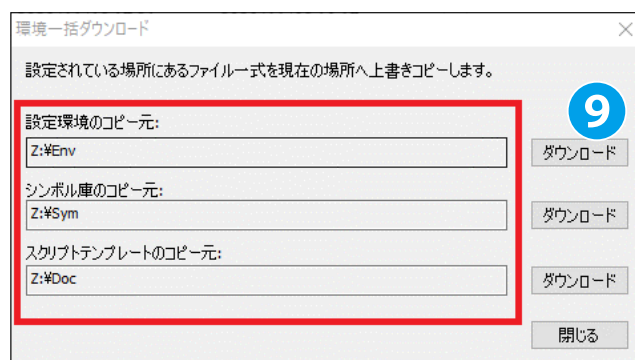 環境一括ダウンロード
設定されている場所にあるファイル一式を現在の場所へ上書きコピーします。
9
設定環境のコピー元:
Z:¥Env
ダウンロード
シンボル庫のコピー元:
Z:¥Sym
ダウンロード
スクリプトテンプレートのコピー元:
Z:¥Doc
ダウンロード
閉じる